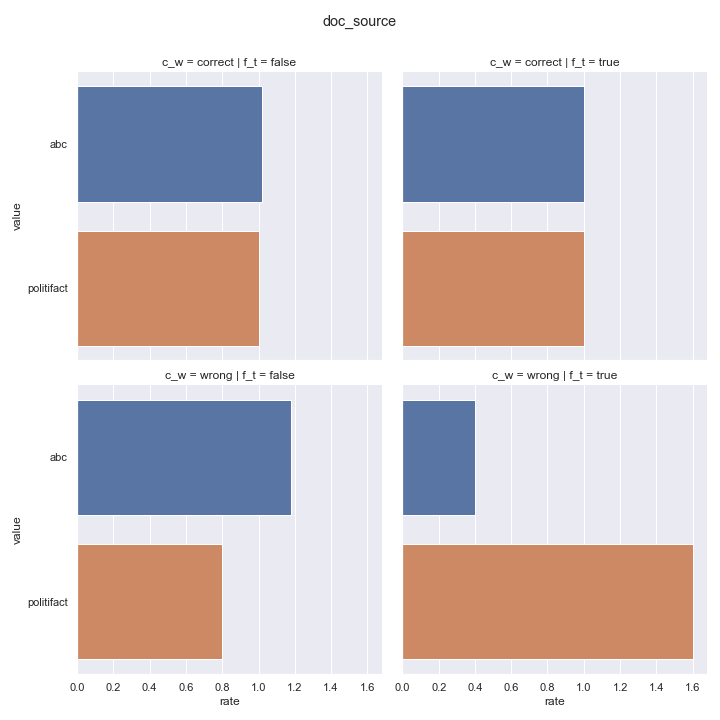 doc_source
c_w = correct | f_t = false
c_w = correct | f_t = true
abc
value
politifact
c_w = wrong | f_t = false
c_w = wrong | f_t = true
abc
value
politifact
0.0 0.2 0.4 0.6 0.8 1.0 1.2 1.4 1.6
0.0 0.2 0.4 0.6 0.8 1.0 1.2 1.4 1.6
rate
rate